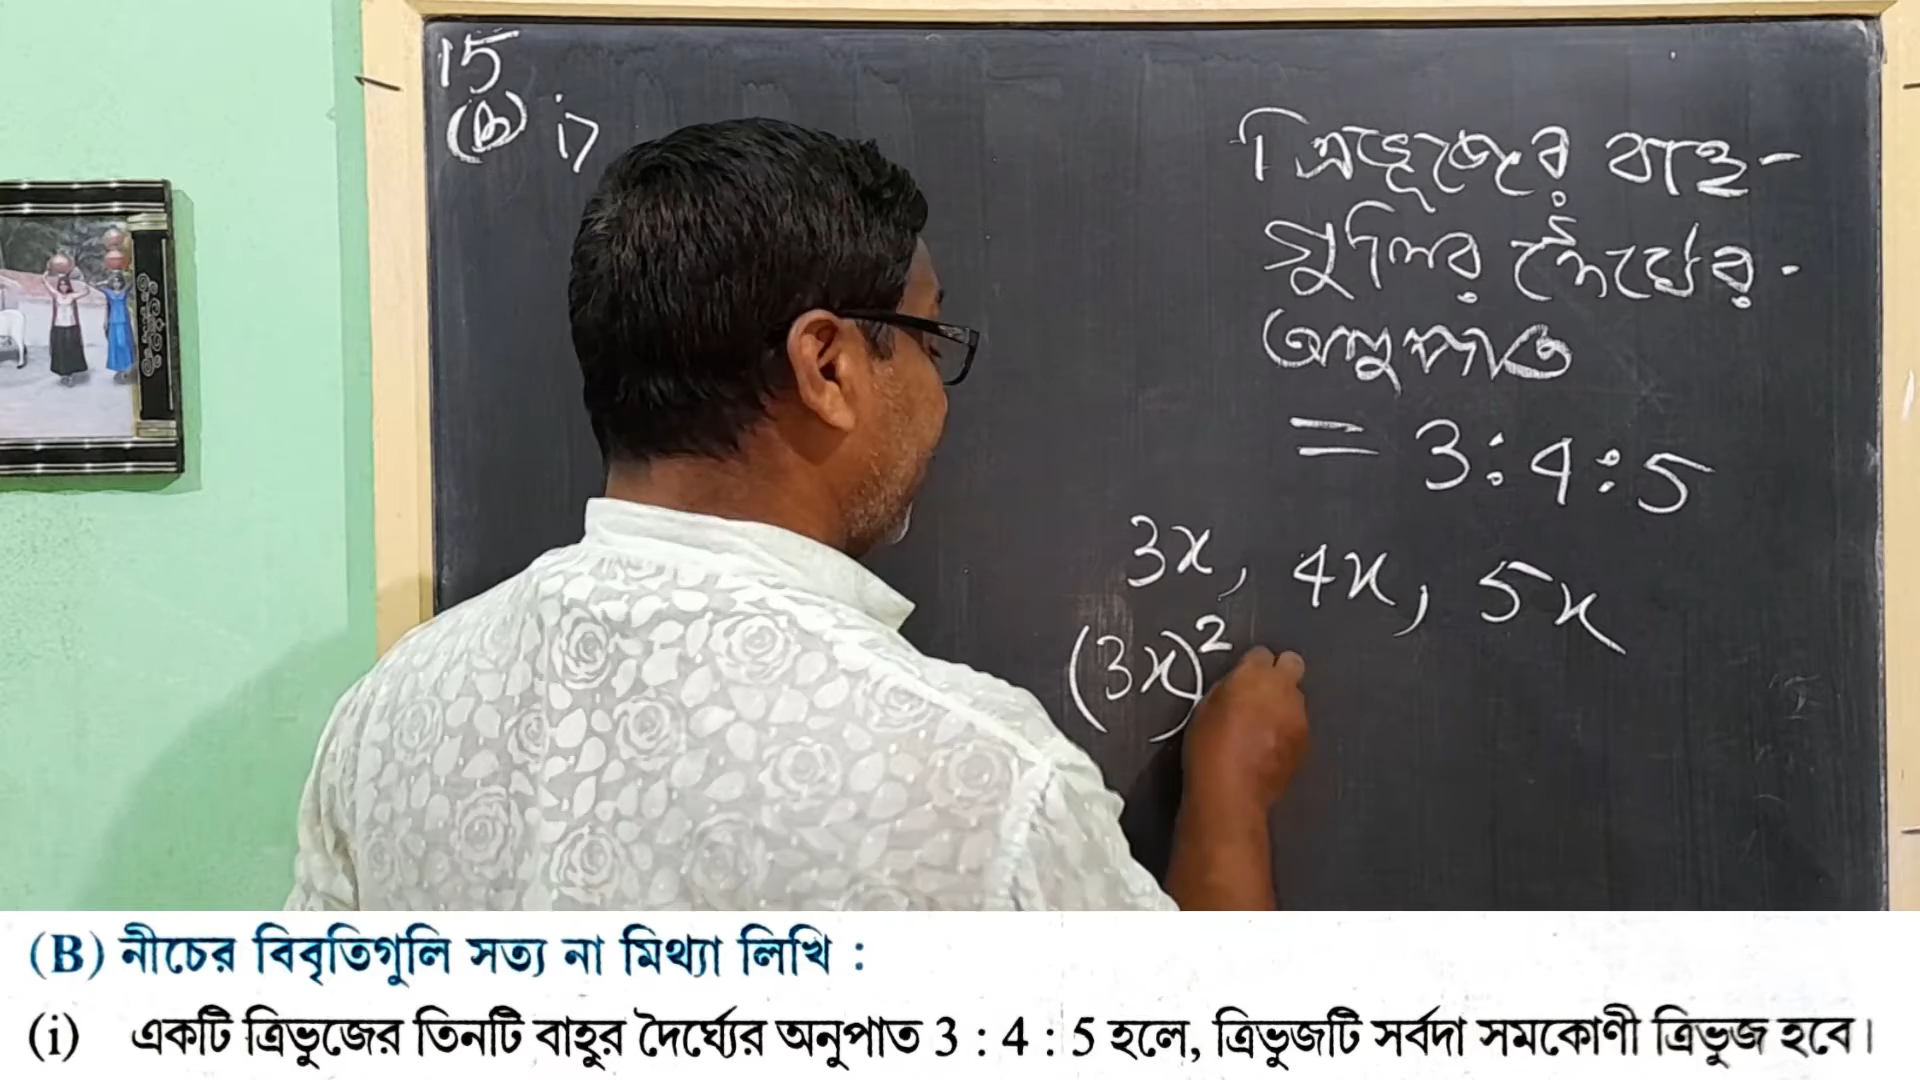 15
(B) i>
ত্রিভূজের বাহু-
গুলির দৈর্ঘ্যের-
অনুপাত
= 3:4:5
3x, 4x, 5x
(3x)²
(B) নীচের বিবৃতিগুলি সত্য না মিথ্যা লিখি :
(i) একটি ত্রিভুজের তিনটি বাহুর দৈর্ঘ্যের অনুপাত 3 : 4 : 5 হলে, ত্রিভুজটি সর্বদা সমকোণী ত্রিভুজ হবে।